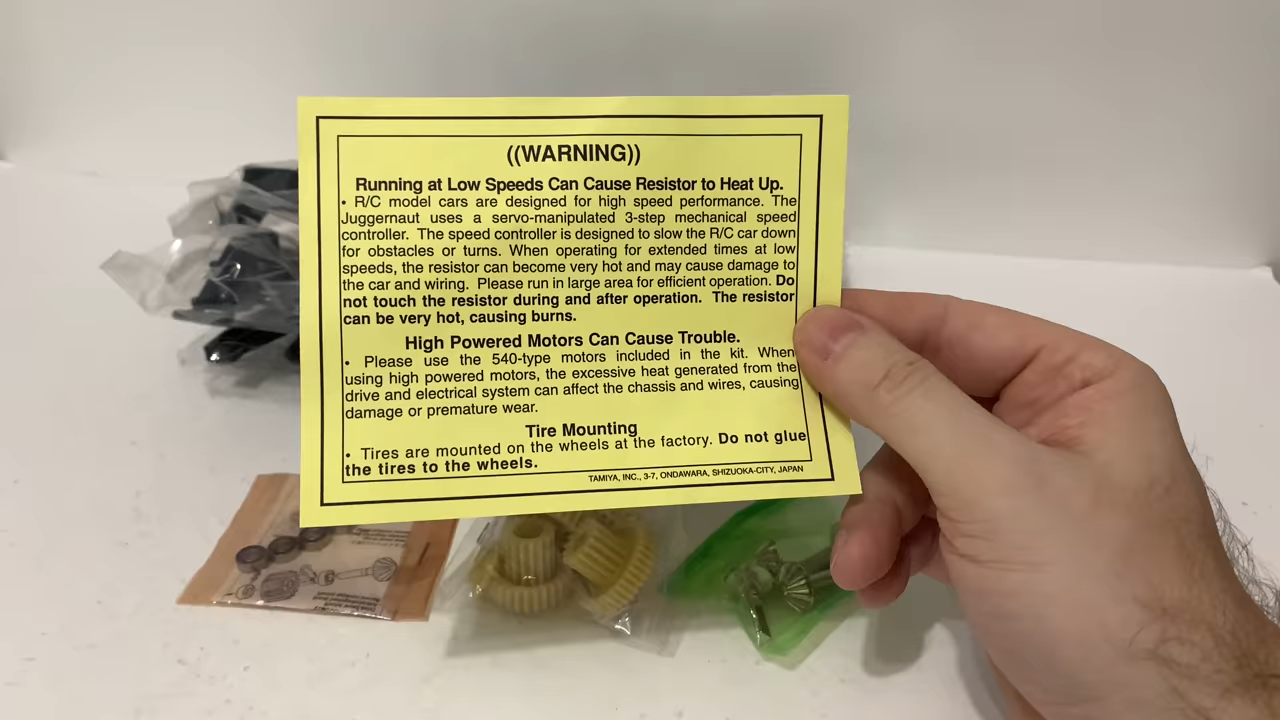 ((WARNING))
Running at Low Speeds Can Cause Resistor to Heat Up.
• R/C model cars are designed for high speed performance. The
Juggernaut uses a servo-manipulated 3-step mechanical speed
controller. The speed controller is designed to slow the R/C car down
for obstacles or turns. When operating for extended times at low
speeds, the resistor can become very hot and may cause damage to
the car and wiring. Please run in large area for efficient operation. Do
not touch the resistor during and after operation. The resistor
can be very hot, causing burns.
High Powered Motors Can Cause Trouble.
• Please use the 540-type motors included in the kit. When
using high powered motors, the excessive heat generated from the
drive and electrical system can affect the chassis and wires, causing
damage or premature wear.
Tire Mounting
• Tires are mounted on the wheels at the factory. Do not glue
the tires to the wheels.
TAMIYA, INC., 3-7, ONDAWARA, SHIZUOKA-CITY, JAPAN